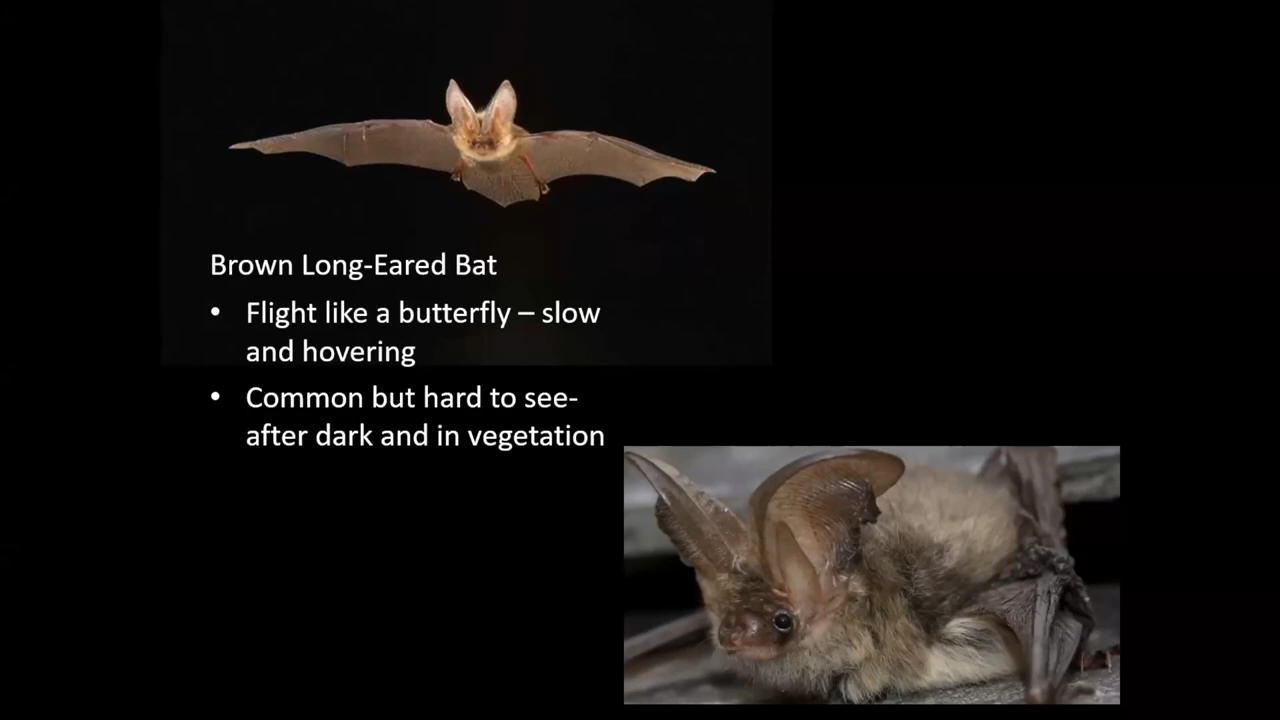 Brown Long-Eared Bat
• Flight like a butterfly – slow
and hovering
• Common but hard to see-
after dark and in vegetation